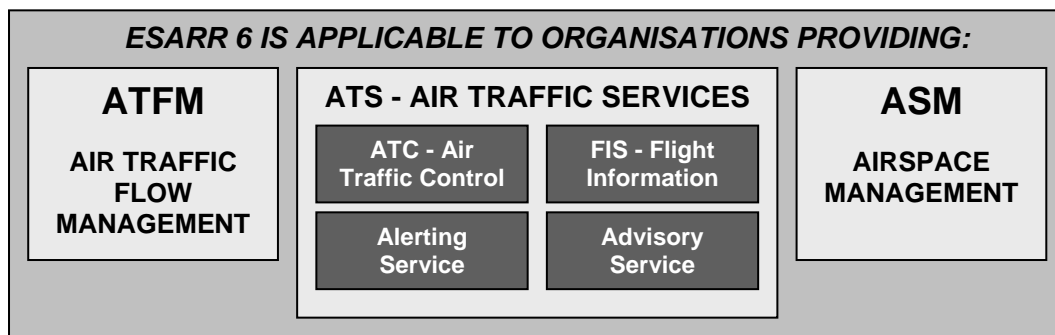 ESARR 6 IS APPLICABLE TO ORGANISATIONS PROVIDING:
ATFM
AIR TRAFFIC
FLOW
MANAGEMENT
ATS - AIR TRAFFIC SERVICES
ATC - Air
Traffic Control
FIS - Flight
Information
Alerting
Service
Advisory
Service
ASM
AIRSPACE
MANAGEMENT